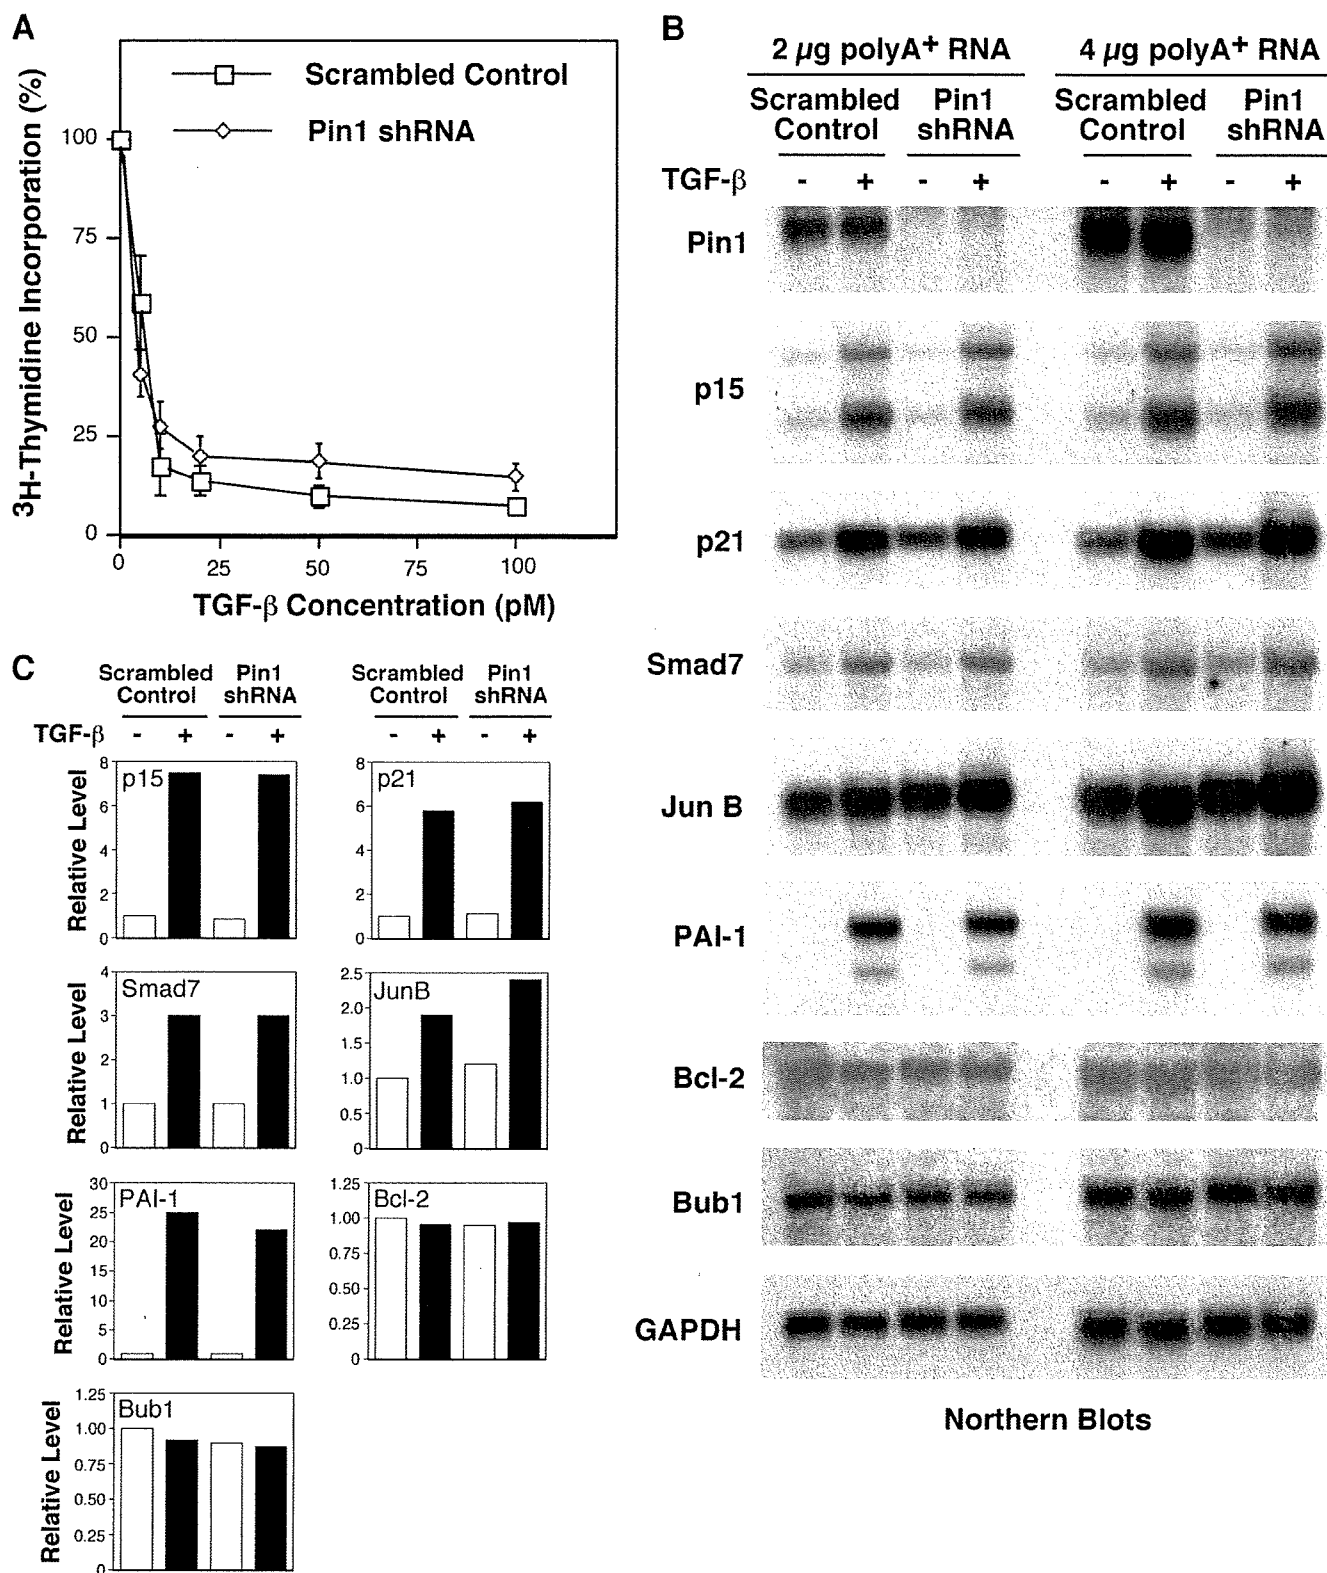 A
Scrambled Control
Pin1 shRNA
³H-Thymidine Incorporation (%)
100
75
50
25
0
0 25 50 75 100
TGF-β Concentration (pM)
B
2 µg polyA+ RNA 4 µg polyA+ RNA
Scrambled Control Pin1 shRNA Scrambled Control Pin1 shRNA
TGF-β - + - + - + - +
Pin1
p15
p21
Smad7
Jun B
PAI-1
Bcl-2
Bub1
GAPDH
Northern Blots
C
Scrambled Control Pin1 shRNA Scrambled Control Pin1 shRNA
TGF-β - + - + - + - +
p15
Relative Level
8
6
4
2
0
p21
8
6
4
2
0
Smad7
Relative Level
4
3
2
1
0
JunB
2.5
2.0
1.5
1.0
0.5
0
PAI-1
Relative Level
30
25
20
15
10
5
0
Bcl-2
1.25
1.00
0.75
0.50
0.25
0
Bub1
Relative Level
1.25
1.00
0.75
0.50
0.25
0